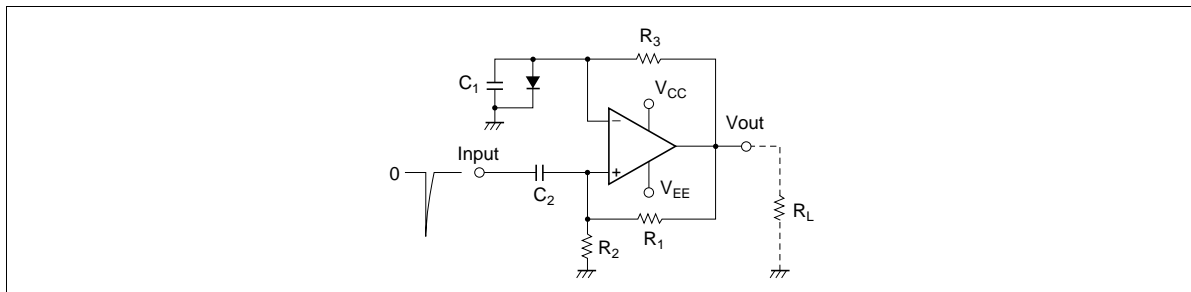 R3
C1
VCC
−
Vout
Input
0
+
C2
VEE
RL
R1
R2